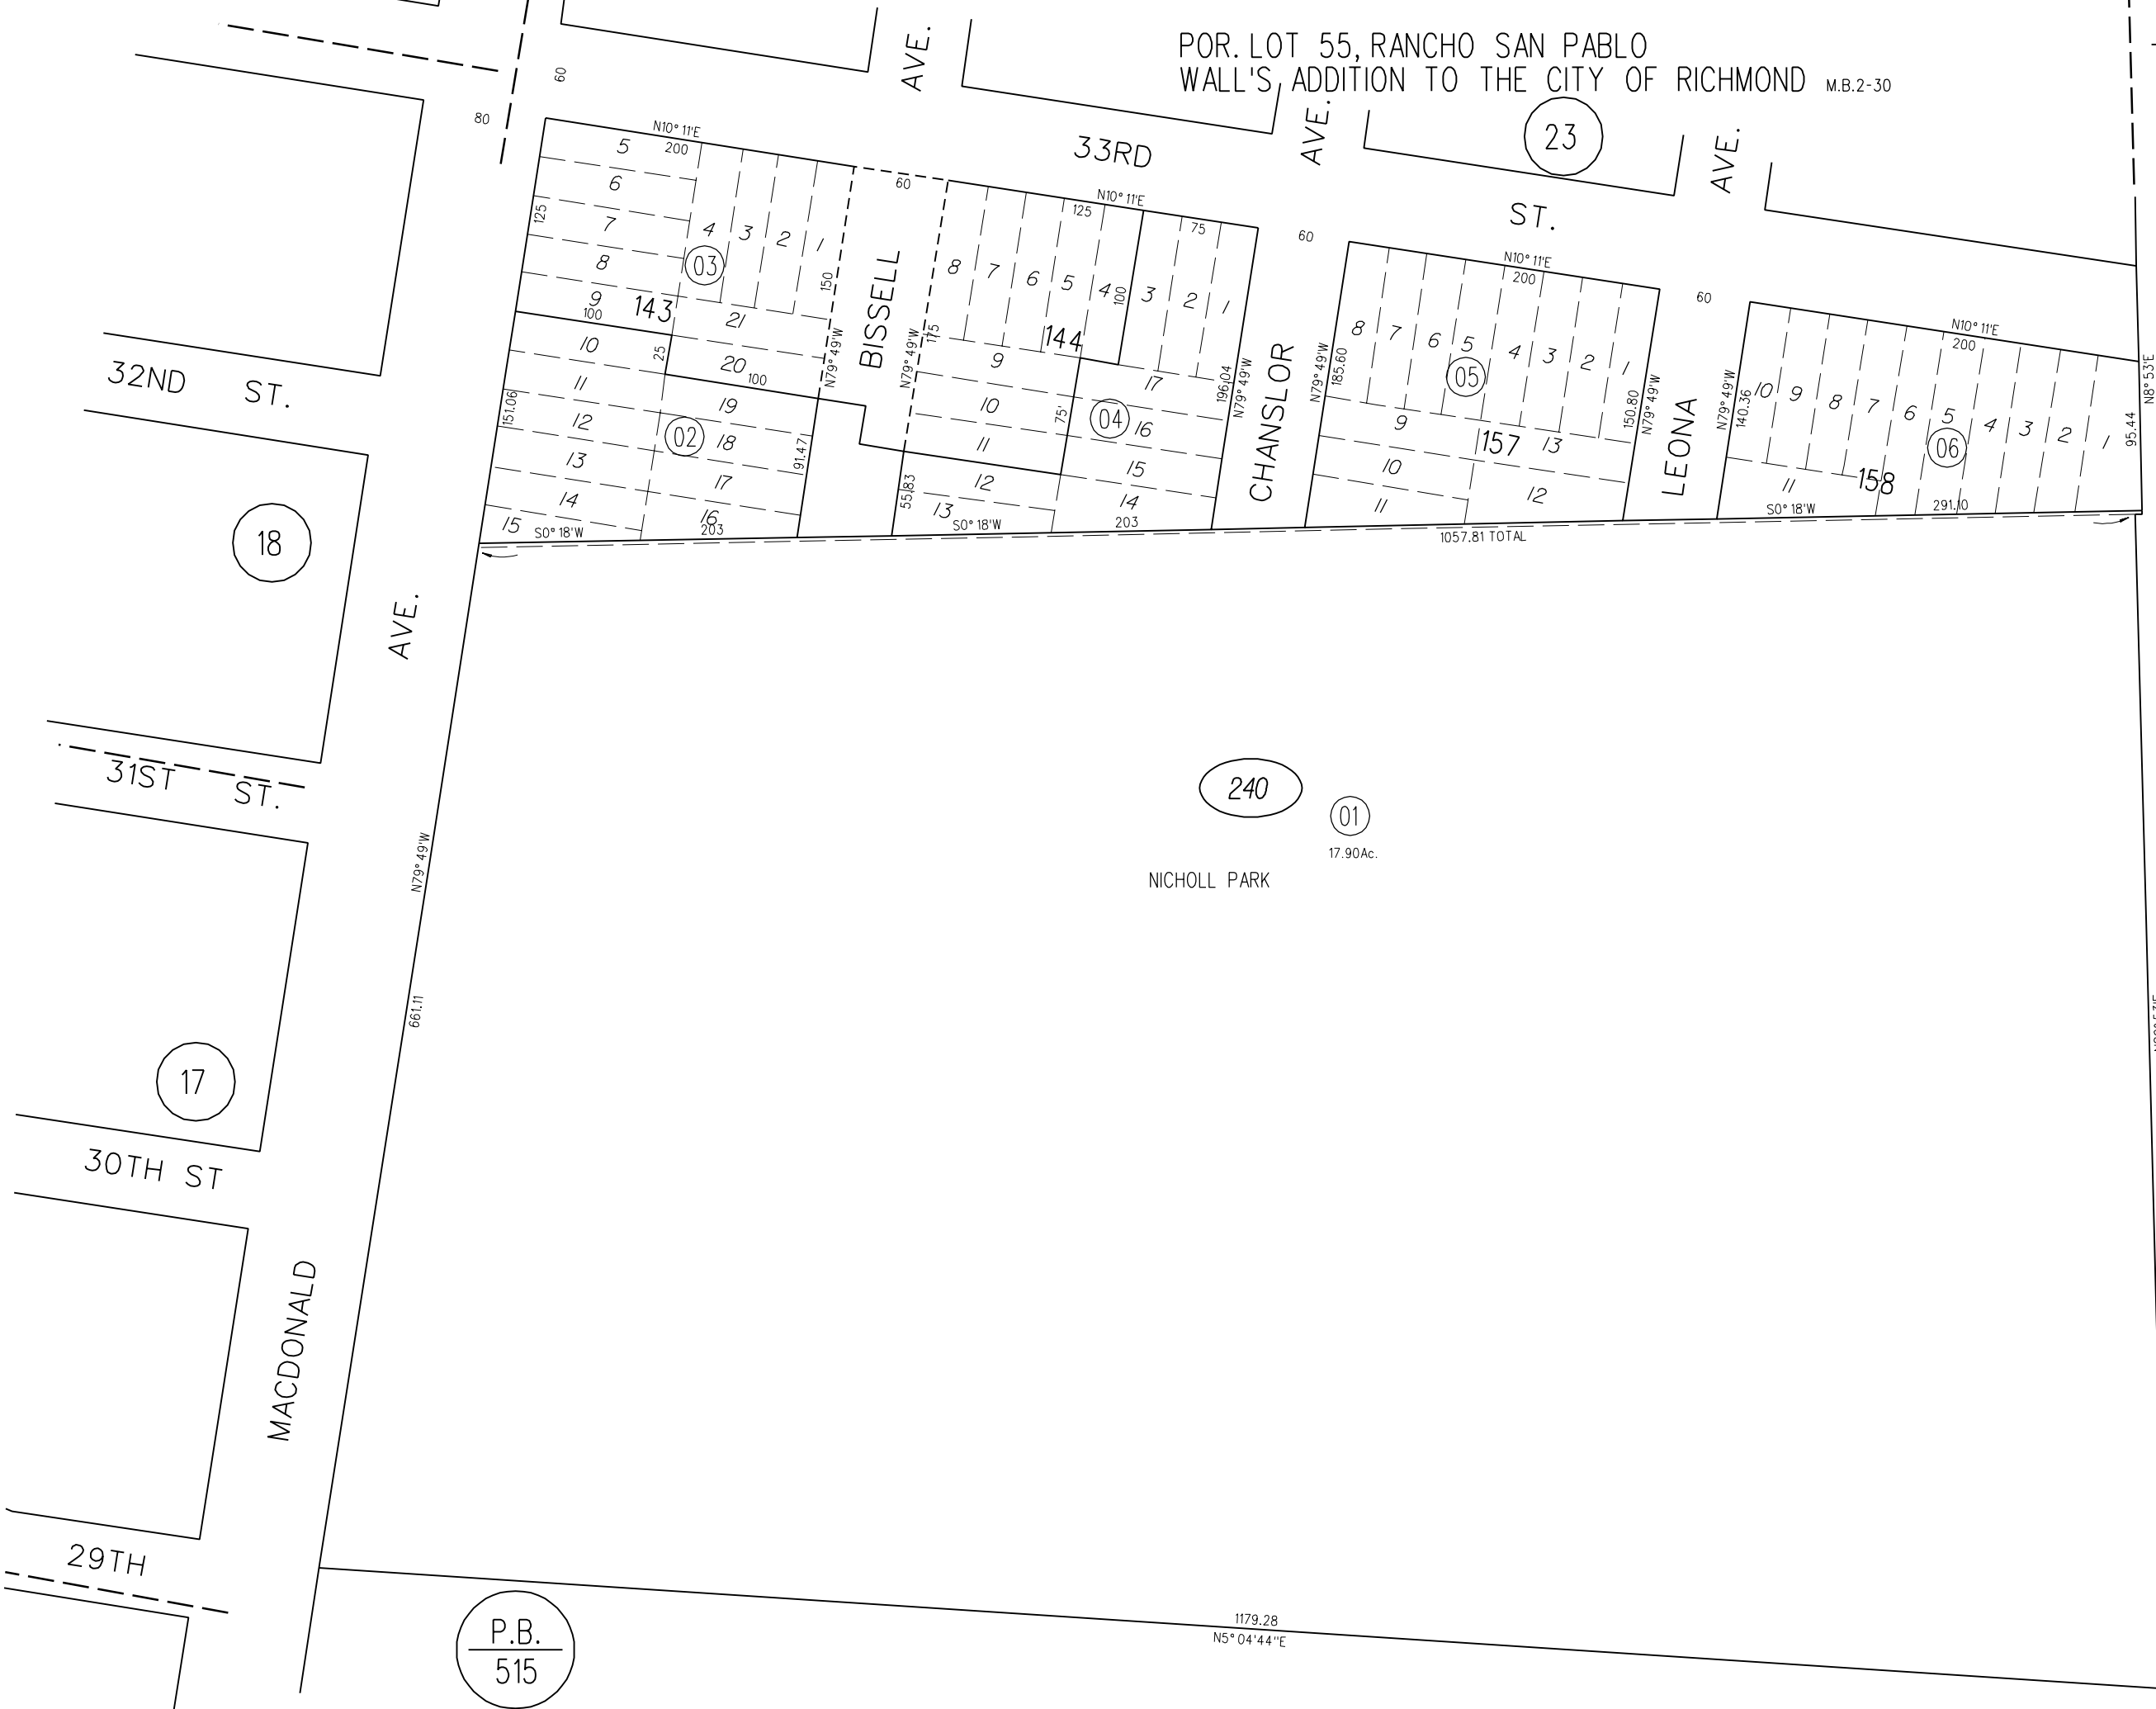 POR. LOT 55, RANCHO SAN PABLO
WALL'S ADDITION TO THE CITY OF RICHMOND M.B.2-30
23
AVE.
AVE.
AVE.
60
80
33RD ST.
N10° 11'E
200
5
6
7
8
9
125
4 3 2 1
03
150
143
100
21
20
100
25
10
11
12
13
14
15
151.06
02
19
18
17
16
91.47
S0° 18'W
203
N79° 49'W
60
BISSELL
N79° 49'W
175
N10° 11'E
125
75
8 7 6 5 4 3 2 1
100
144
9
10
11
12
13
75'
04
17
16
15
14
196.04
N79° 49'W
55.83
S0° 18'W
203
60
CHANSLOR
N79° 49'W
185.60
N10° 11'E
200
8 7 6 5 4 3 2 1
05
9
10
11
157
13
12
150.80
N79° 49'W
60
LEONA
N79° 49'W
140.36
N10° 11'E
200
10 9 8 7 6 5 4 3 2 1
06
11
158
S0° 18'W
291.10
95.44
N8° 53'E
1057.81 TOTAL
32ND ST.
18
AVE.
31ST ST.
N79° 49'W
661.11
17
30TH ST
MACDONALD
29TH
240
01
17.90Ac.
NICHOLL PARK
P.B.
515
1179.28
N5° 04'44"E